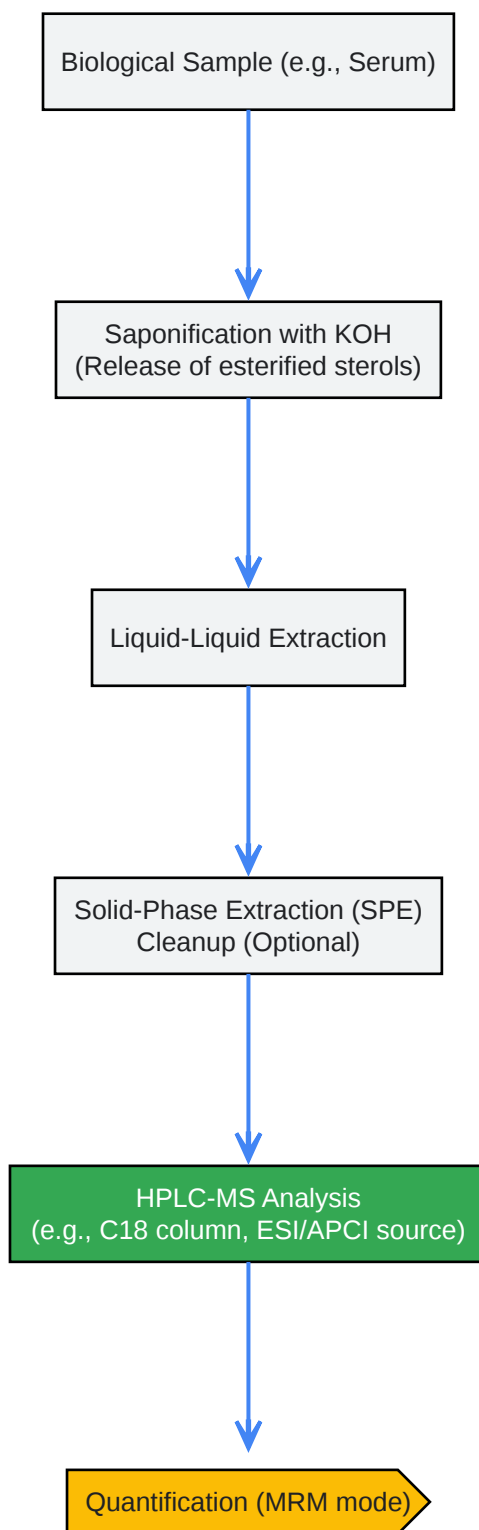 Biological Sample (e.g., Serum)
Saponification with KOH
(Release of esterified sterols)
Liquid-Liquid Extraction
Solid-Phase Extraction (SPE)
Cleanup (Optional)
HPLC-MS Analysis
(e.g., C18 column, ESI/APCI source)
Quantification (MRM mode)